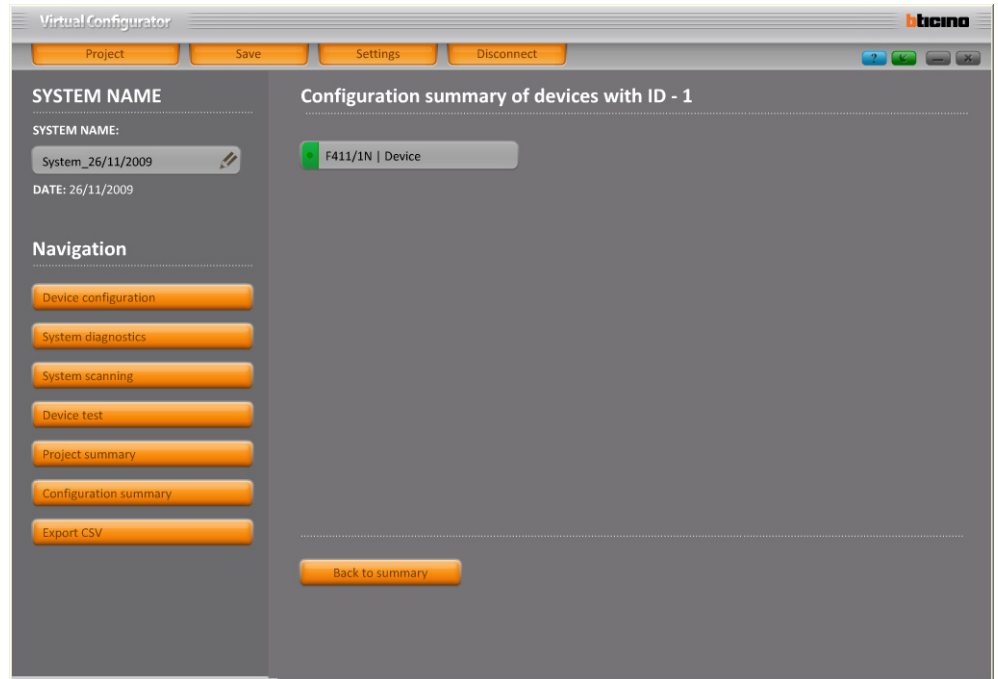 Virtual Configurator
bticino
Project
Save
Settings
Disconnect
?
SYSTEM NAME
SYSTEM NAME:
System_26/11/2009
DATE: 26/11/2009
Navigation
Device configuration
System diagnostics
System scanning
Device test
Project summary
Configuration summary
Export CSV
Configuration summary of devices with ID - 1
F411/1N | Device
Back to summary